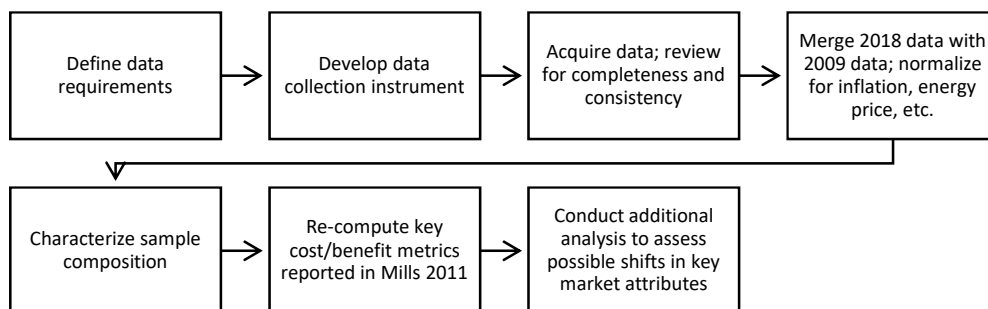 Define data
requirements
Develop data
collection instrument
Acquire data; review
for completeness and
consistency
Merge 2018 data with
2009 data; normalize
for inflation, energy
price, etc.
Characterize sample
composition
Re-compute key
cost/benefit metrics
reported in Mills 2011
Conduct additional
analysis to assess
possible shifts in key
market attributes